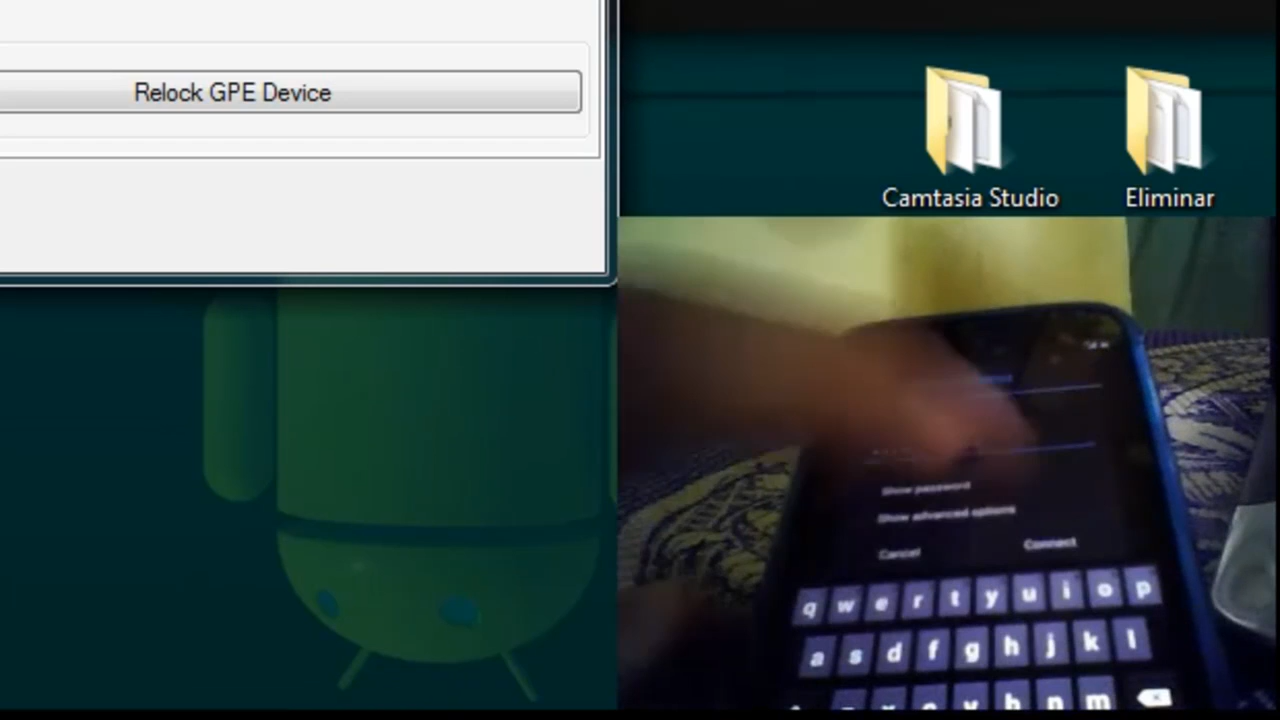 Relock GPE Device
Camtasia Studio
Eliminar
Show password
Show advanced options
Cancel
Connect
q w e r t y u i o p
a s d f g h j k l